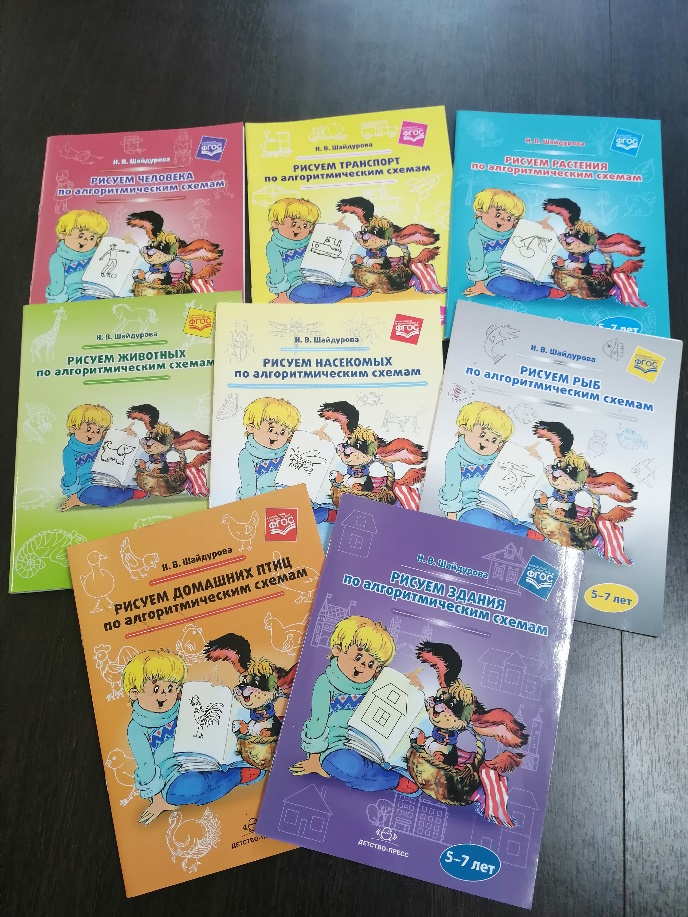 Н. В. Шайдурова
ФГОС
РИСУЕМ ЧЕЛОВЕКА
по алгоритмическим схемам
Н. В. Шайдурова
ФГОС
РИСУЕМ ТРАНСПОРТ
по алгоритмическим схемам
Н. В. Шайдурова
ФГОС
РИСУЕМ РАСТЕНИЯ
по алгоритмическим схемам
5–7 лет
Н. В. Шайдурова
ФГОС
РИСУЕМ ЖИВОТНЫХ
по алгоритмическим схемам
Н. В. Шайдурова
ФГОС
РИСУЕМ НАСЕКОМЫХ
по алгоритмическим схемам
Н. В. Шайдурова
ФГОС
РИСУЕМ РЫБ
по алгоритмическим схемам
5–7 лет
Н. В. Шайдурова
ФГОС
РИСУЕМ ДОМАШНИХ ПТИЦ
по алгоритмическим схемам
ДЕТСТВО-ПР
Н. В. Шайдурова
ФГОС
РИСУЕМ ЗДАНИЯ
по алгоритмическим схемам
ДЕТСТВО-ПРЕСС
5–7 лет